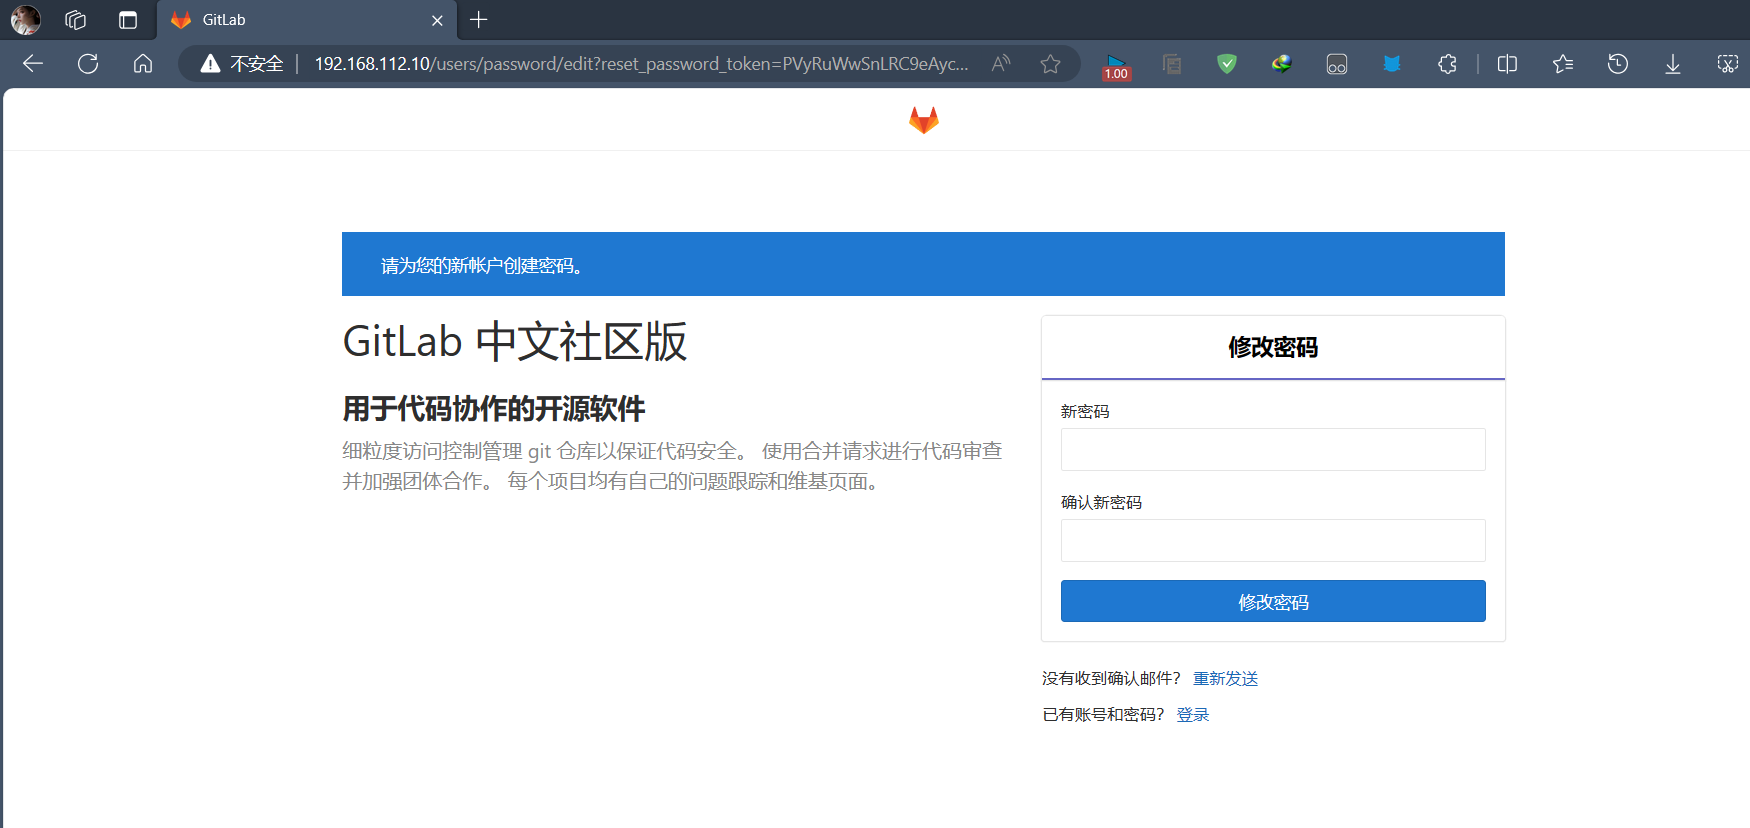 GitLab
不安全
192.168.112.10/users/password/edit?reset_password_token=PVyRuWwSnLRC9eAyc...
1.00
请为您的新帐户创建密码。
GitLab 中文社区版
用于代码协作的开源软件
细粒度访问控制管理 git 仓库以保证代码安全。 使用合并请求进行代码审查
并加强团体合作。 每个项目均有自己的问题跟踪和维基页面。
修改密码
新密码
确认新密码
修改密码
没有收到确认邮件？ 重新发送
已有账号和密码？ 登录